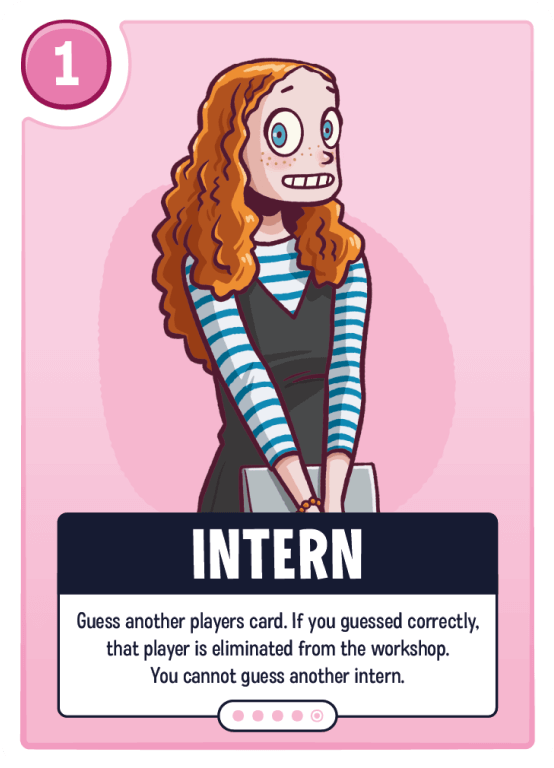 1
INTERN
Guess another players card. If you guessed correctly,
that player is eliminated from the workshop.
You cannot guess another intern.